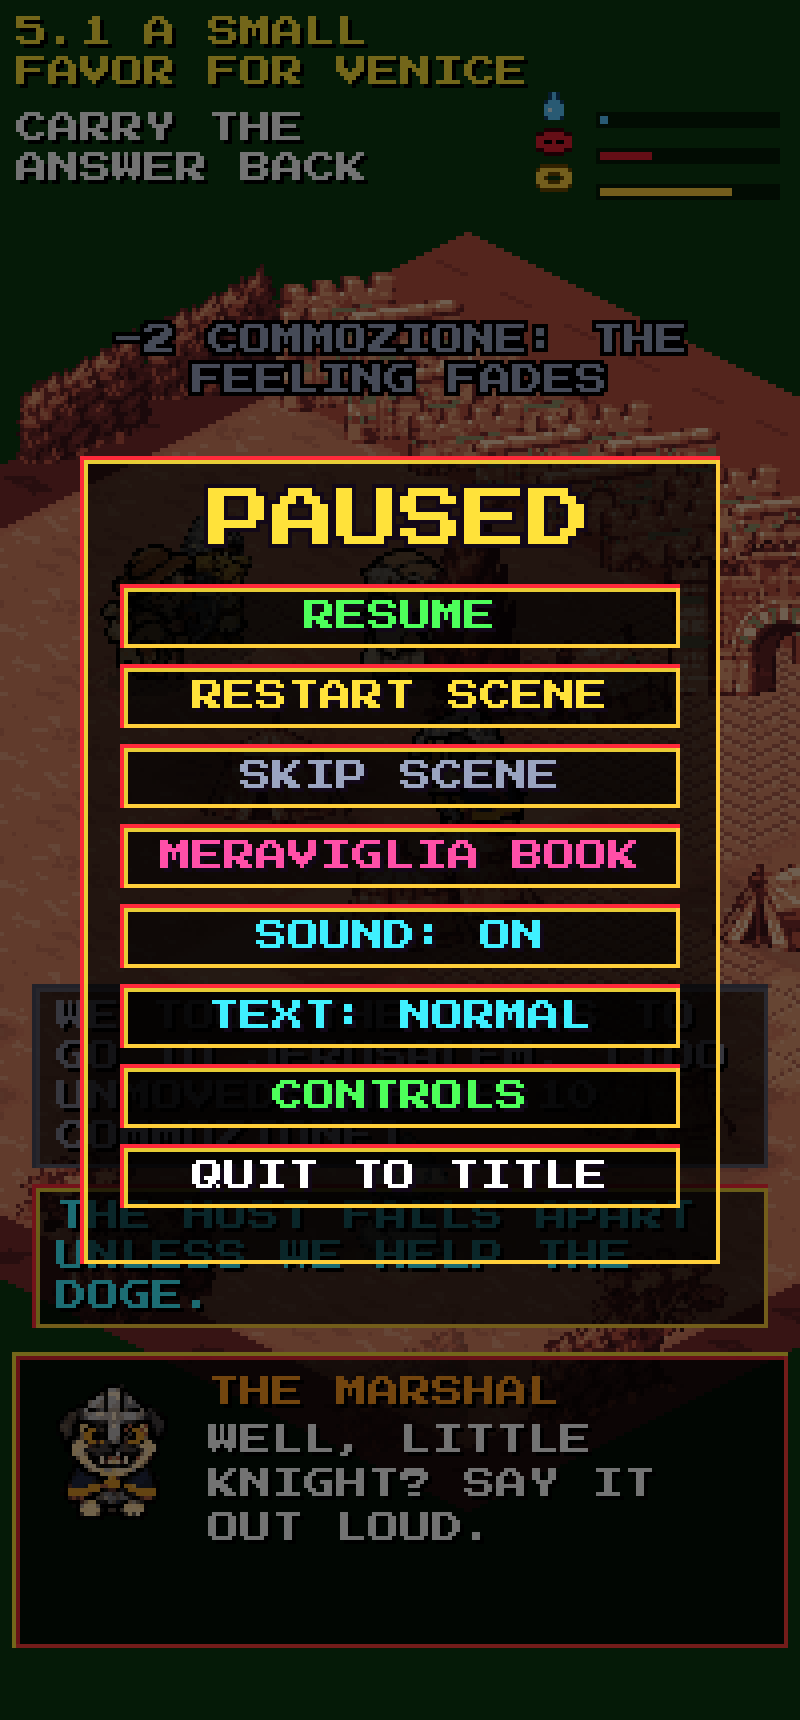 5.1 A SMALL
FAVOR FOR VENICE
CARRY THE
ANSWER BACK
-2 COMMOZIONE: THE
FEELING FADES
PAUSED
RESUME
RESTART SCENE
SKIP SCENE
MERAVIGLIA BOOK
SOUND: ON
TEXT: NORMAL
CONTROLS
QUIT TO TITLE
THE HOST FALLS APART
UNLESS WE HELP THE
DOGE.
THE MARSHAL
WELL, LITTLE
KNIGHT? SAY IT
OUT LOUD.